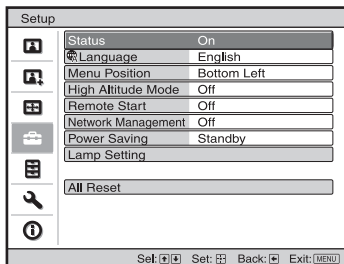 Setup
Status On
Language English
Menu Position Bottom Left
High Altitude Mode Off
Remote Start Off
Network Management Off
Power Saving Standby
Lamp Setting
All Reset
Sel: Set: Back: Exit: MENU